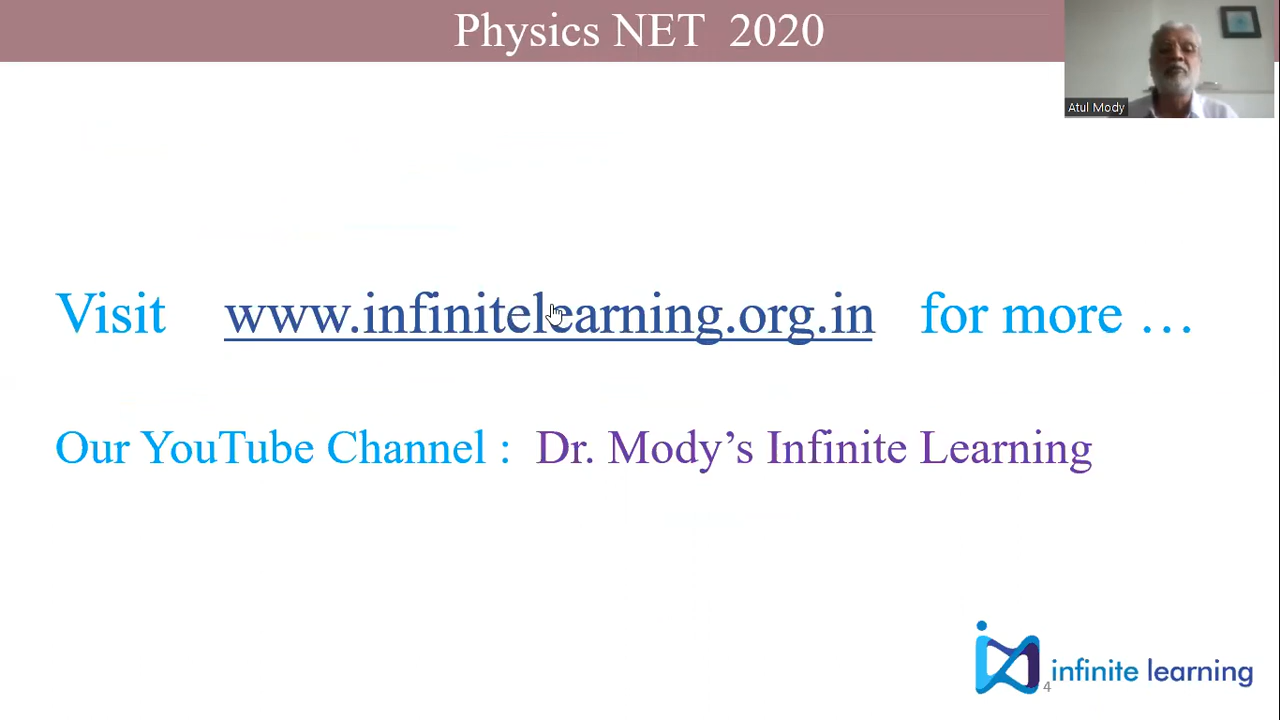 Physics NET 2020
Atul Mody
Visit www.infinitelearning.org.in for more ...
Our YouTube Channel : Dr. Mody’s Infinite Learning
infinite learning
4